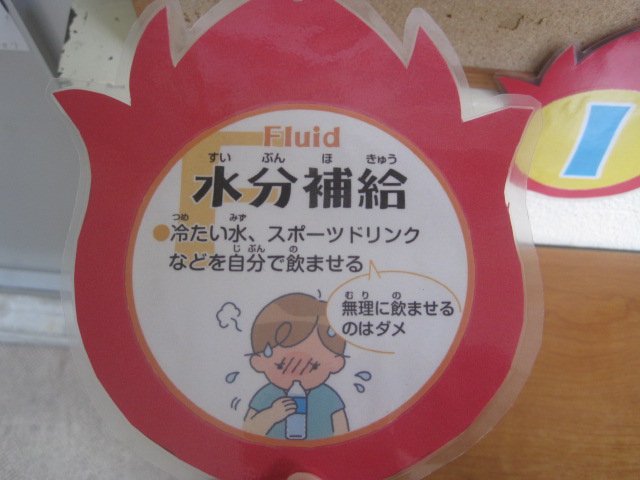 Fluid
F
すい ぶん ほ きゅう
水分補給
つめ みず
●冷たい水、スポーツドリンク
じ ぶん の
などを自分で飲ませる
む り の
無理に飲ませる
のはダメ
1